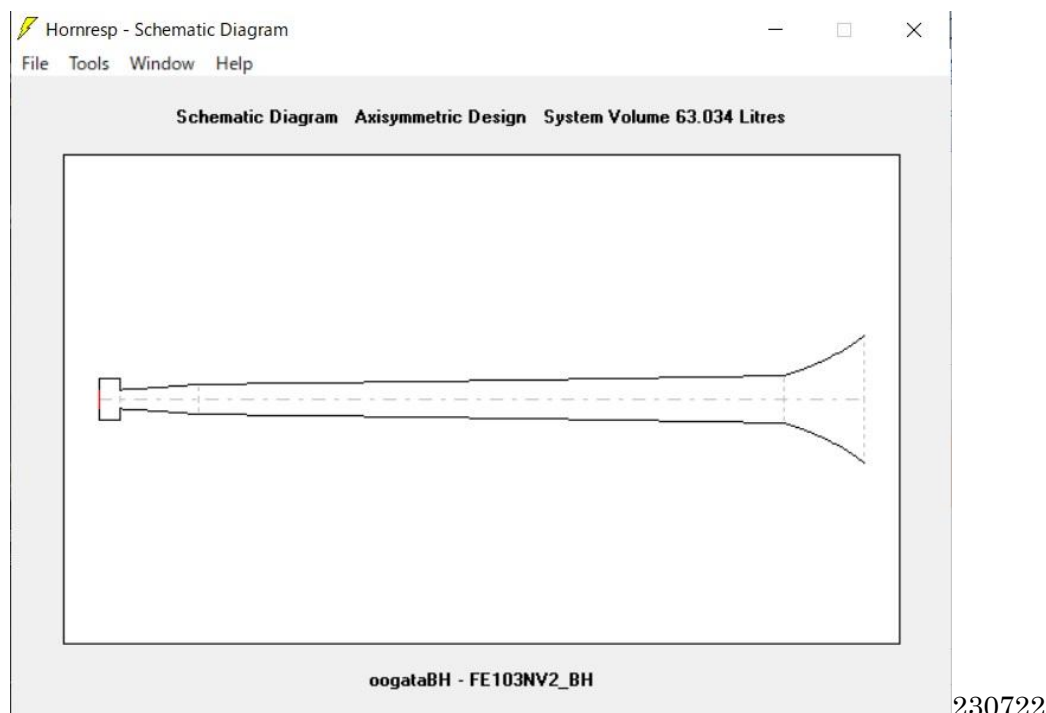 Hornresp - Schematic Diagram
File Tools Window Help
Schematic Diagram Axisymmetric Design System Volume 63.034 Litres
oogataBH - FE103NV2_BH
230722